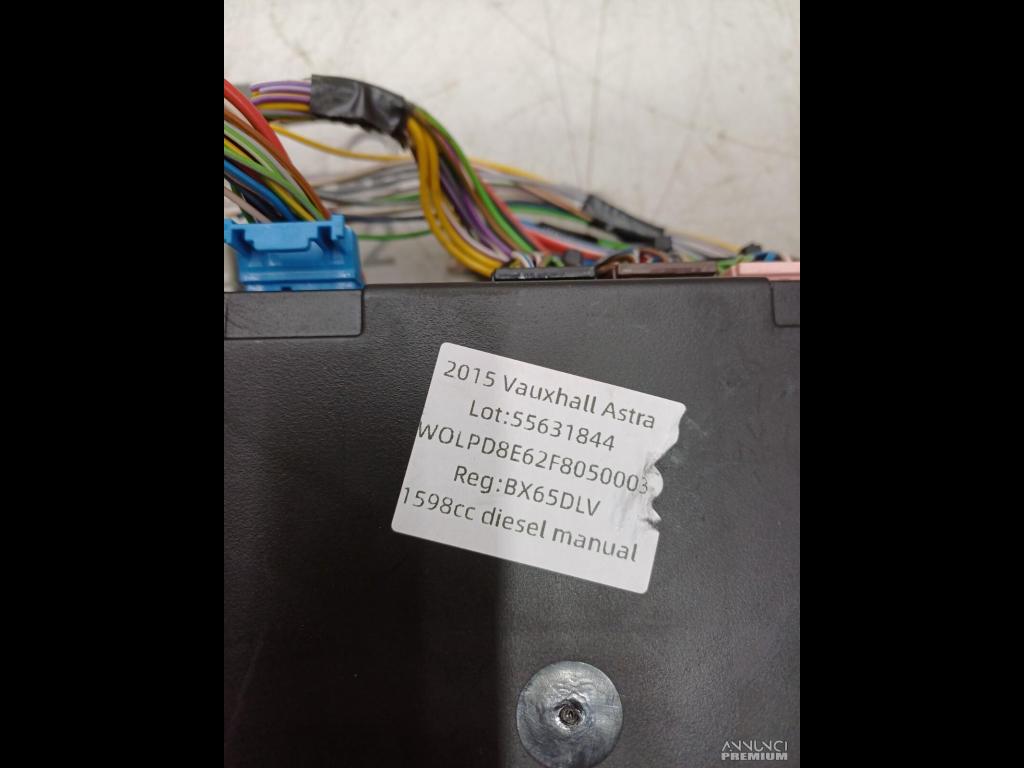 2015 Vauxhall Astra
Lot:55631844
WOLPD8E62F8050003
Reg:BX65DLV
1598cc diesel manual
ANNUNCI
PREMIUM